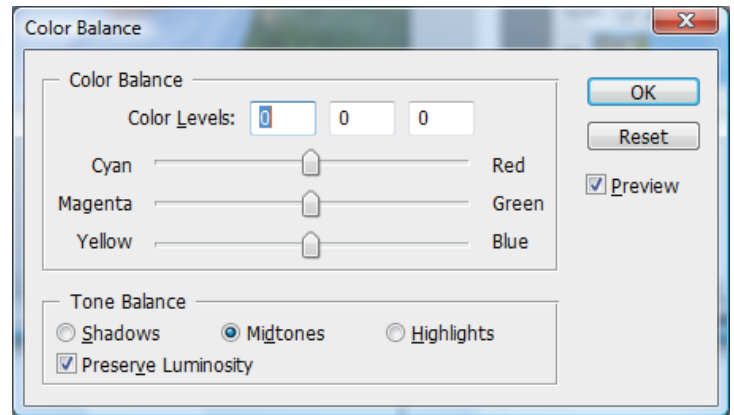 Color Balance
Color Balance
OK
Color Levels: 0 0 0
Reset
Cyan Red
Preview
Magenta Green
Yellow Blue
Tone Balance
Shadows Midtones Highlights
Preserve Luminosity